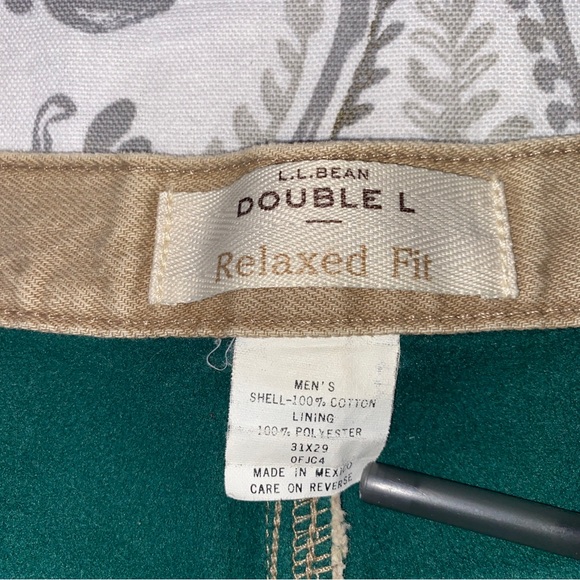 L.L.BEAN
DOUBLE L
Relaxed Fit
MEN'S
SHELL-100% COTTON
LINING
100% POLYESTER
31X29
0FJC4
MADE IN MEXICO
CARE ON REVERSE